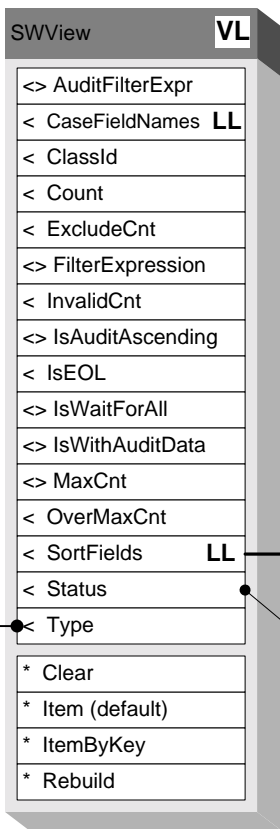 SWView VL
<> AuditFilterExpr
< CaseFieldNames LL
< ClassId
< Count
< ExcludeCnt
<> FilterExpression
< InvalidCnt
<> IsAuditAscending
< IsEOL
<> IsWaitForAll
<> IsWithAuditData
<> MaxCnt
< OverMaxCnt
< SortFields LL
< Status
< Type
* Clear
* Item (default)
* ItemByKey
* Rebuild